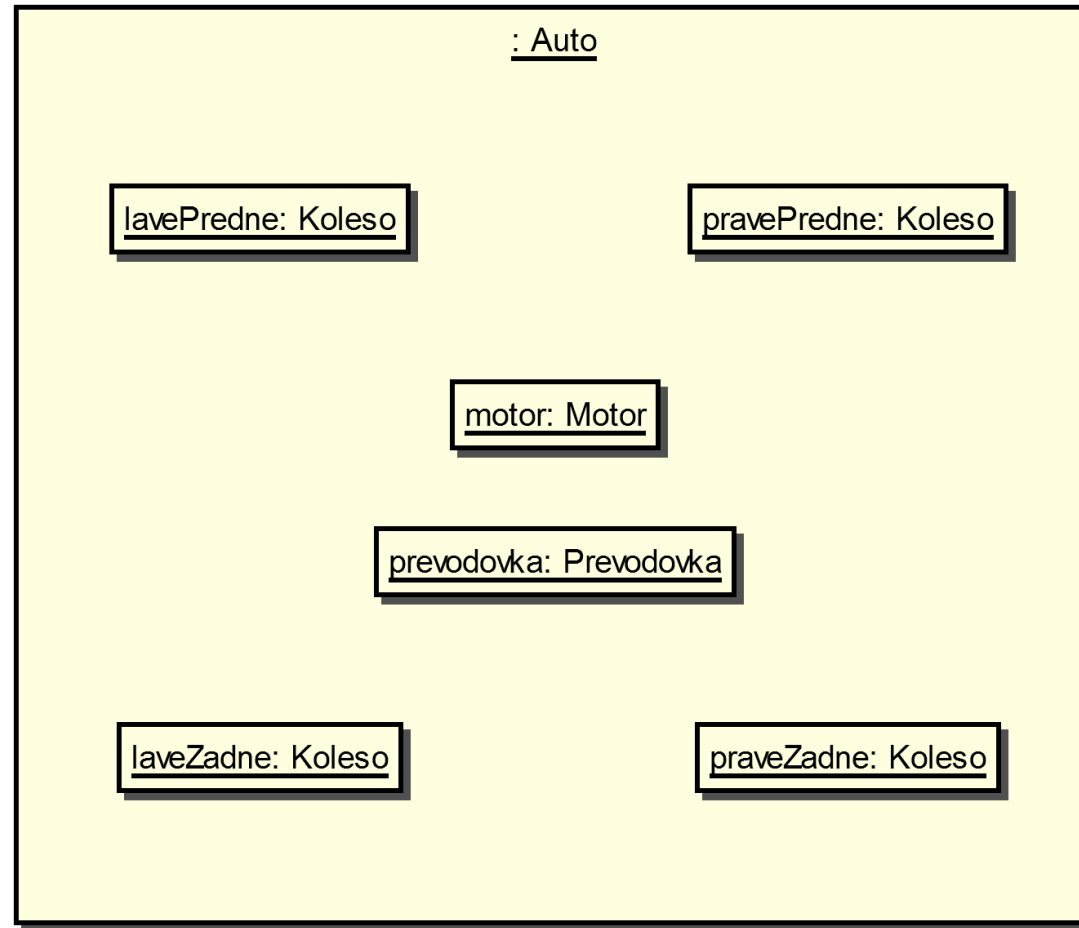 : Auto
lavePredne: Koleso
pravePredne: Koleso
motor: Motor
prevodovka: Prevodovka
laveZadne: Koleso
praveZadne: Koleso